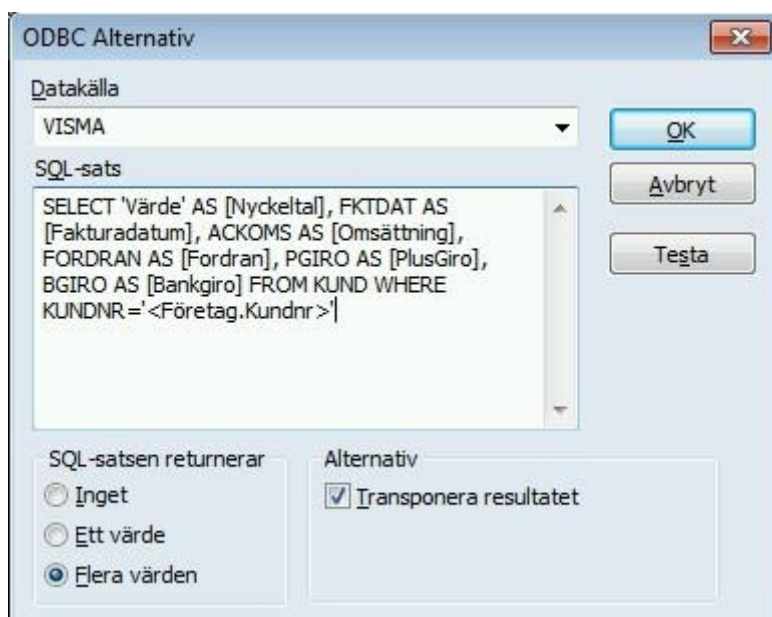 ODBC Alternativ
Datakälla
VISMA
OK
SQL-sats
Avbryt
SELECT 'Värde' AS [Nyckeltal], FKTDAT AS
[Fakturadatum], ACKOMS AS [Omsättning],
FORDRAN AS [Fordran], PGIRO AS [PlusGiro],
BGIRO AS [Bankgiro] FROM KUND WHERE
KUNDNR='<Företag.Kundnr>'
Testa
SQL-satsen returnerar
Inget
Ett värde
Flera värden
Alternativ
Transponera resultatet